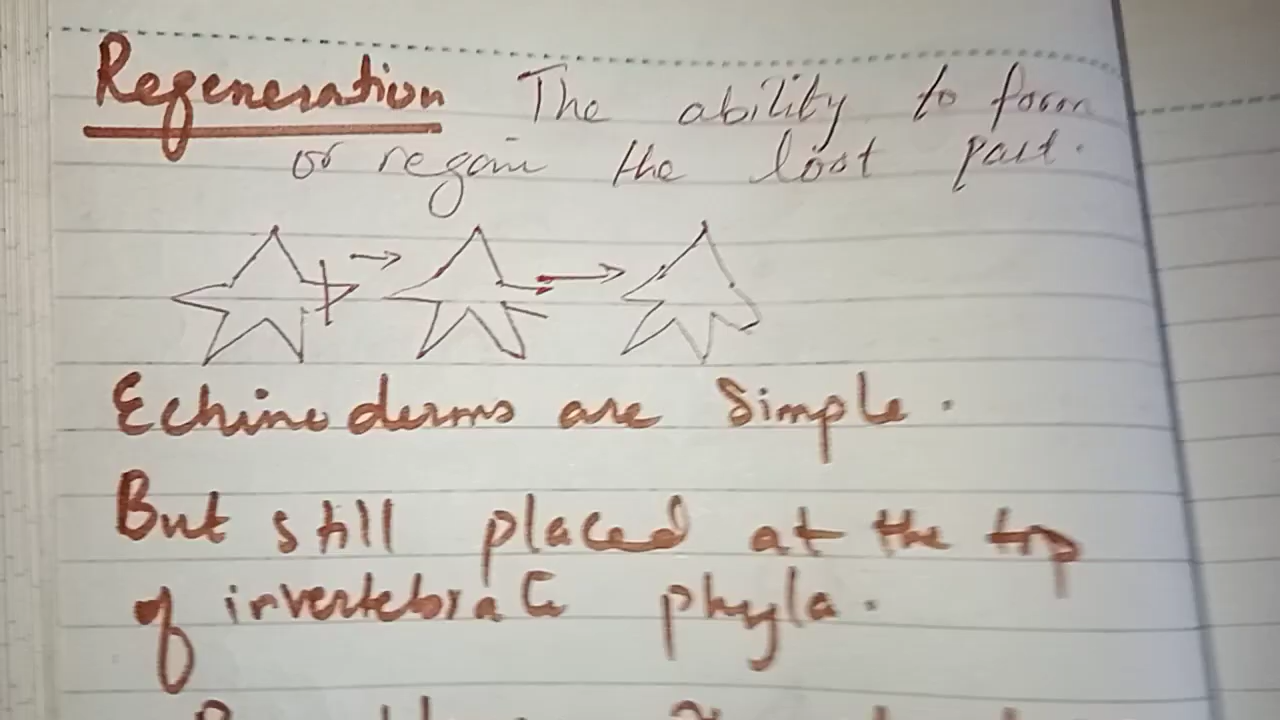 Regeneration The ability to form
or regain the lost part.
Echinoderms are Simple.
But still placed at the top
of invertebrate phyla.